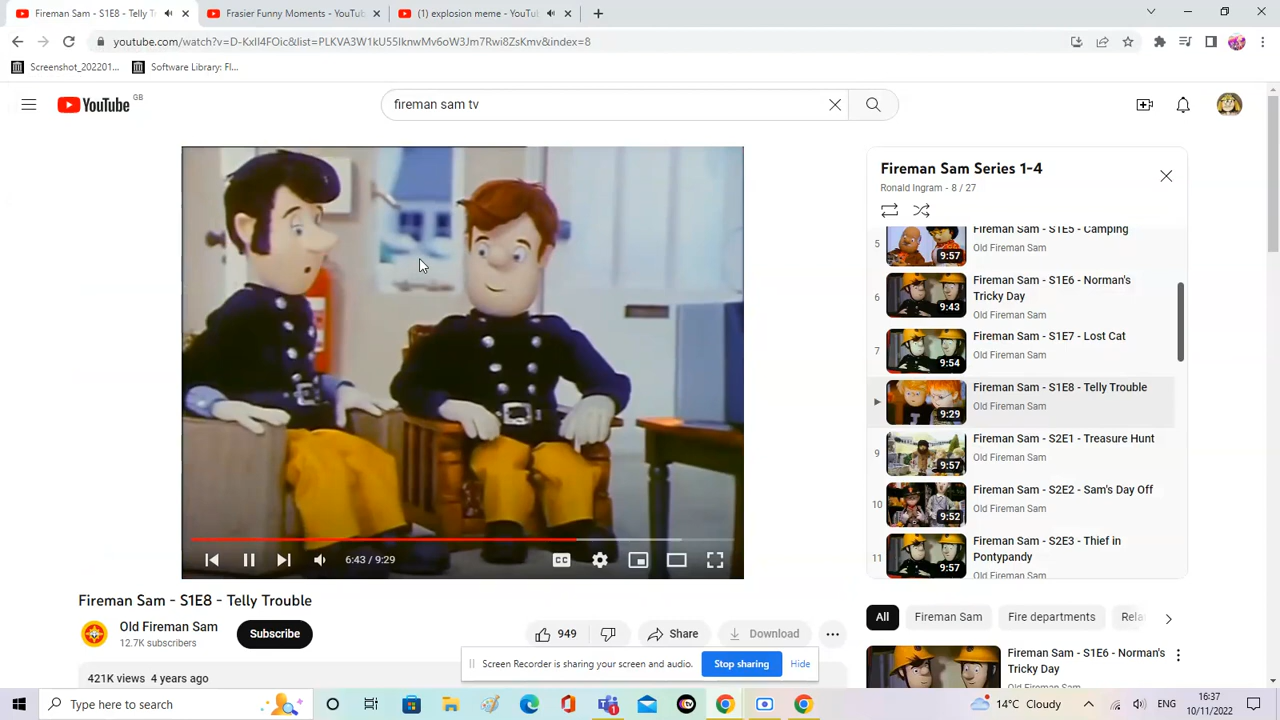 Fireman Sam - S1E8 - Telly T
Frasier Funny Moments - YouTub
(1) explosion meme - YouTu
youtube.com/watch?v=D-KxlI4FOic&list=PLKVA3W1kU55IknwMv6oW3Jm7Rwi8ZsKmv&index=8
Screenshot_202201...
Software Library: Fl...
YouTube GB
fireman sam tv
Fireman Sam Series 1-4
Ronald Ingram - 8 / 27
5
9:57
Fireman Sam - S1E5 - Camping
Old Fireman Sam
6
9:43
Fireman Sam - S1E6 - Norman's
Tricky Day
Old Fireman Sam
7
9:54
Fireman Sam - S1E7 - Lost Cat
Old Fireman Sam
9:29
Fireman Sam - S1E8 - Telly Trouble
Old Fireman Sam
9
9:57
Fireman Sam - S2E1 - Treasure Hunt
Old Fireman Sam
10
9:52
Fireman Sam - S2E2 - Sam's Day Off
Old Fireman Sam
11
9:57
Fireman Sam - S2E3 - Thief in
Pontypandy
Old Fireman Sam
6:43 / 9:29
CC
Fireman Sam - S1E8 - Telly Trouble
Old Fireman Sam
12.7K subscribers
Subscribe
949
Share
Download
421K views 4 years ago
All
Fireman Sam
Fire departments
Rela
Fireman Sam - S1E6 - Norman's
Tricky Day
Screen Recorder is sharing your screen and audio.
Stop sharing
Hide
Type here to search
14°C Cloudy
ENG
16:37
10/11/2022